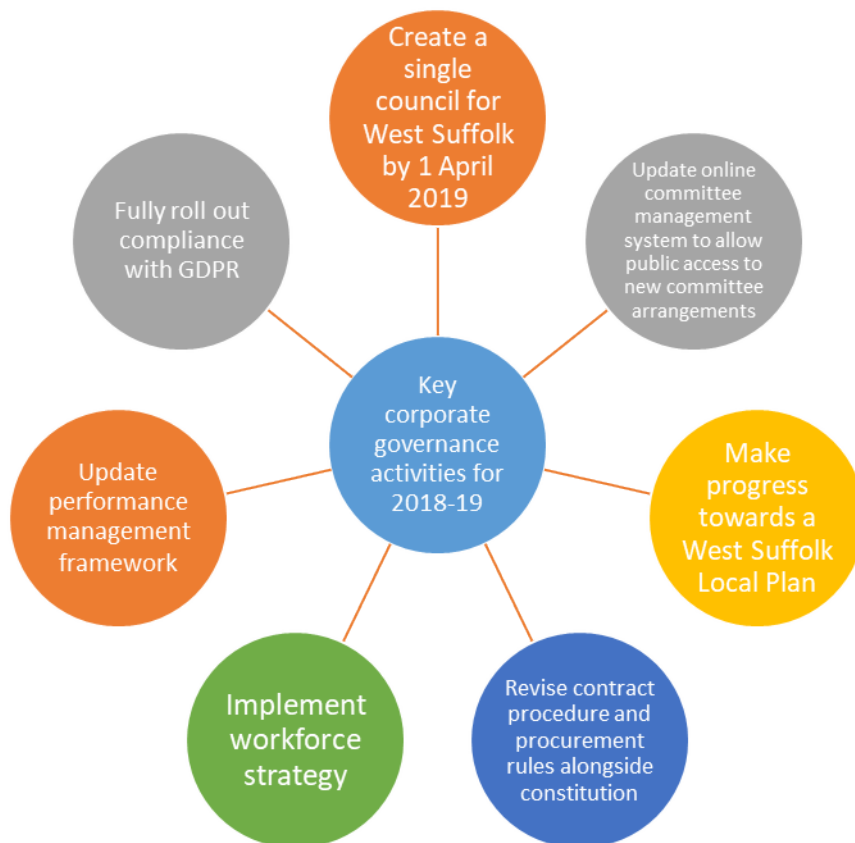 Create a
single
council for
West Suffolk
by 1 April
2019
Update online
committee
management
system to allow
public access to
new committee
arrangements
Make
progress
towards a
West Suffolk
Local Plan
Revise contract
procedure and
procurement
rules alongside
constitution
Implement
workforce
strategy
Update
performance
management
framework
Fully roll out
compliance
with GDPR
Key
corporate
governance
activities for
2018-19